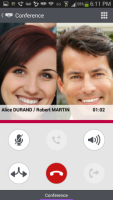 6:11 PM
Conference
Alice DURAND / Robert MARTIN 01:02
Conference